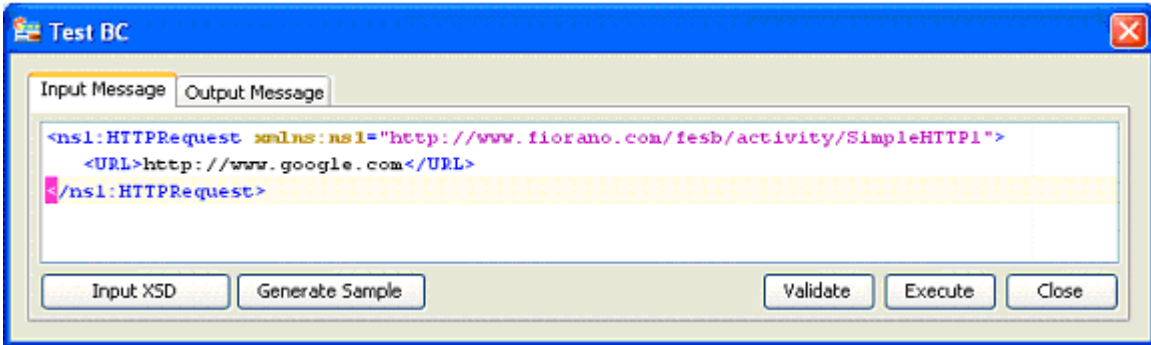 Test BC
Input Message Output Message
<ns1:HTTPRequest xmlns:ns1="http://www.fiorano.com/fesb/activity/SimpleHTTP1">
<URL>http://www.google.com</URL>
</ns1:HTTPRequest>
Input XSD Generate Sample Validate Execute Close